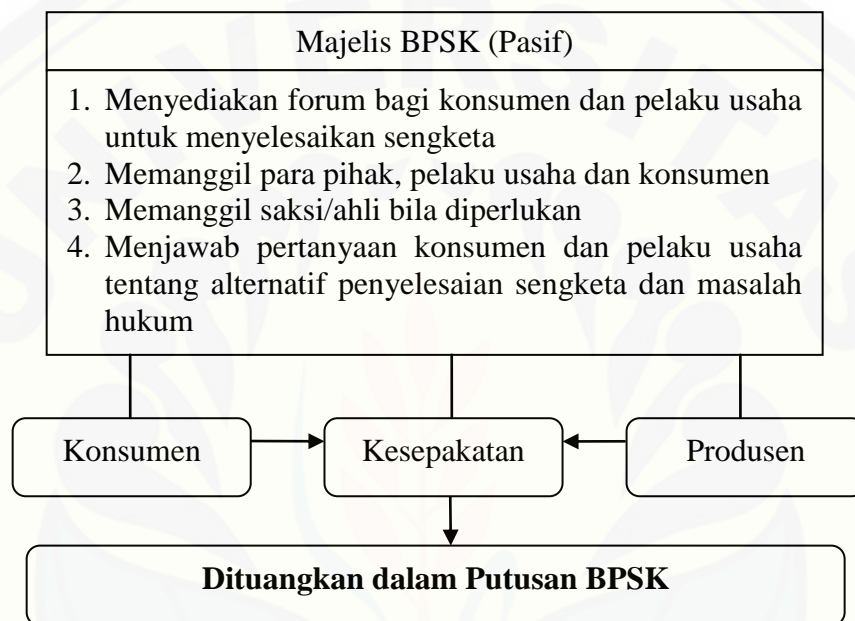 Majelis BPSK (Pasif)
1. Menyediakan forum bagi konsumen dan pelaku usaha
untuk menyelesaikan sengketa
2. Memanggil para pihak, pelaku usaha dan konsumen
3. Memanggil saksi/ahli bila diperlukan
4. Menjawab pertanyaan konsumen dan pelaku usaha
tentang alternatif penyelesaian sengketa dan masalah
hukum
Konsumen
Kesepakatan
Produsen
Dituangkan dalam Putusan BPSK
UNIVERSITAS